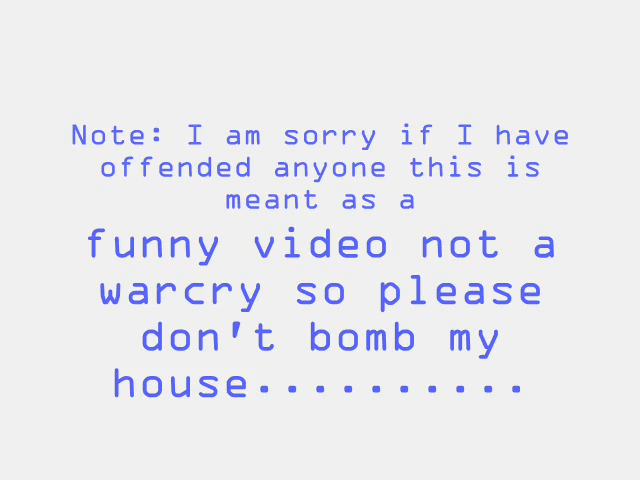 Note: I am sorry if I have
offended anyone this is
meant as a
funny video not a
warcry so please
don't bomb my
house..........